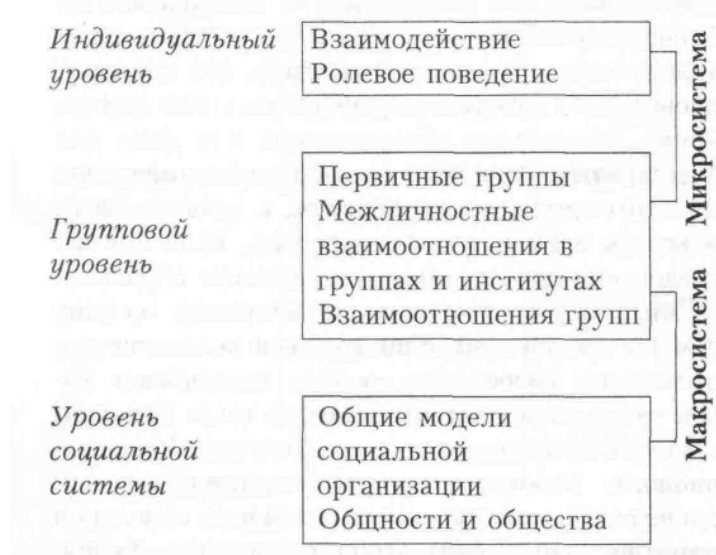 Индивидуальный
уровень
Взаимодействие
Ролевое поведение
Групповой
уровень
Первичные группы
Межличностные
взаимоотношения в
группах и институтах
Взаимоотношения групп
Уровень
социальной
системы
Общие модели
социальной
организации
Общности и общества
Микросистема
Макросистема